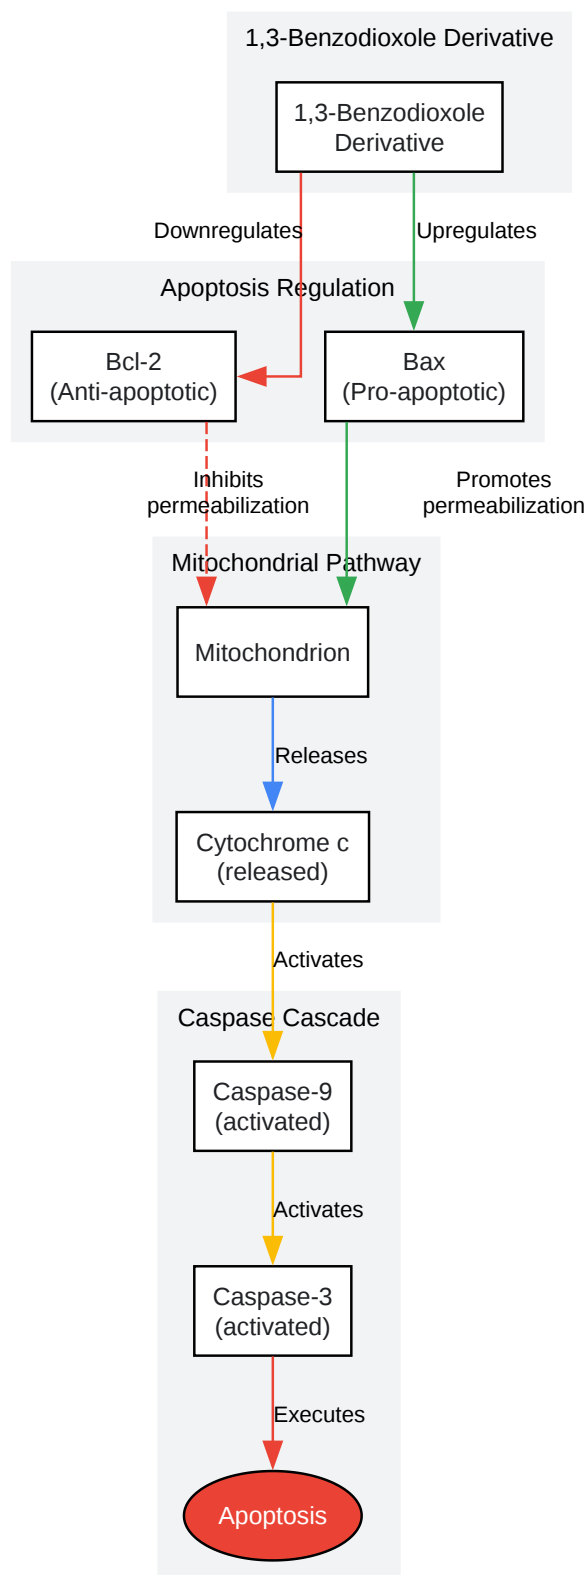 1,3-Benzodioxole Derivative
1,3-Benzodioxole
Derivative
Downregulates
Upregulates
Apoptosis Regulation
Bcl-2
(Anti-apoptotic)
Bax
(Pro-apoptotic)
Inhibits
permeabilization
Promotes
permeabilization
Mitochondrial Pathway
Mitochondrion
Releases
Cytochrome c
(released)
Activates
Caspase Cascade
Caspase-9
(activated)
Activates
Caspase-3
(activated)
Executes
Apoptosis